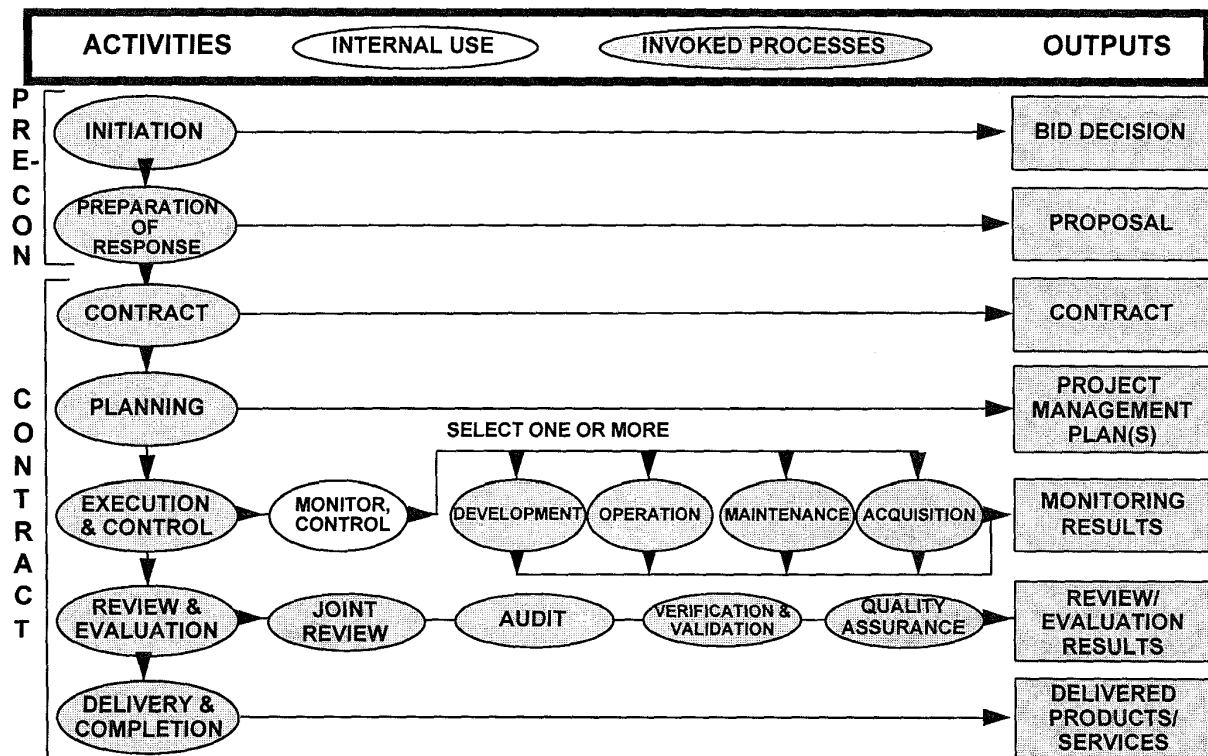 ACTIVITIES INTERNAL USE INVOKED PROCESSES OUTPUTS
PRE-CON
INITIATION
BID DECISION
PREPARATION
OF
RESPONSE
PROPOSAL
CONTRACT
CONTRACT
CONTRACT
PLANNING
PROJECT
MANAGEMENT
PLAN(S)
SELECT ONE OR MORE
EXECUTION
& CONTROL
MONITOR,
CONTROL
DEVELOPMENT
OPERATION
MAINTENANCE
ACQUISITION
MONITORING
RESULTS
REVIEW &
EVALUATION
JOINT
REVIEW
AUDIT
VERIFICATION &
VALIDATION
QUALITY
ASSURANCE
REVIEW/
EVALUATION
RESULTS
DELIVERY &
COMPLETION
DELIVERED
PRODUCTS/
SERVICES